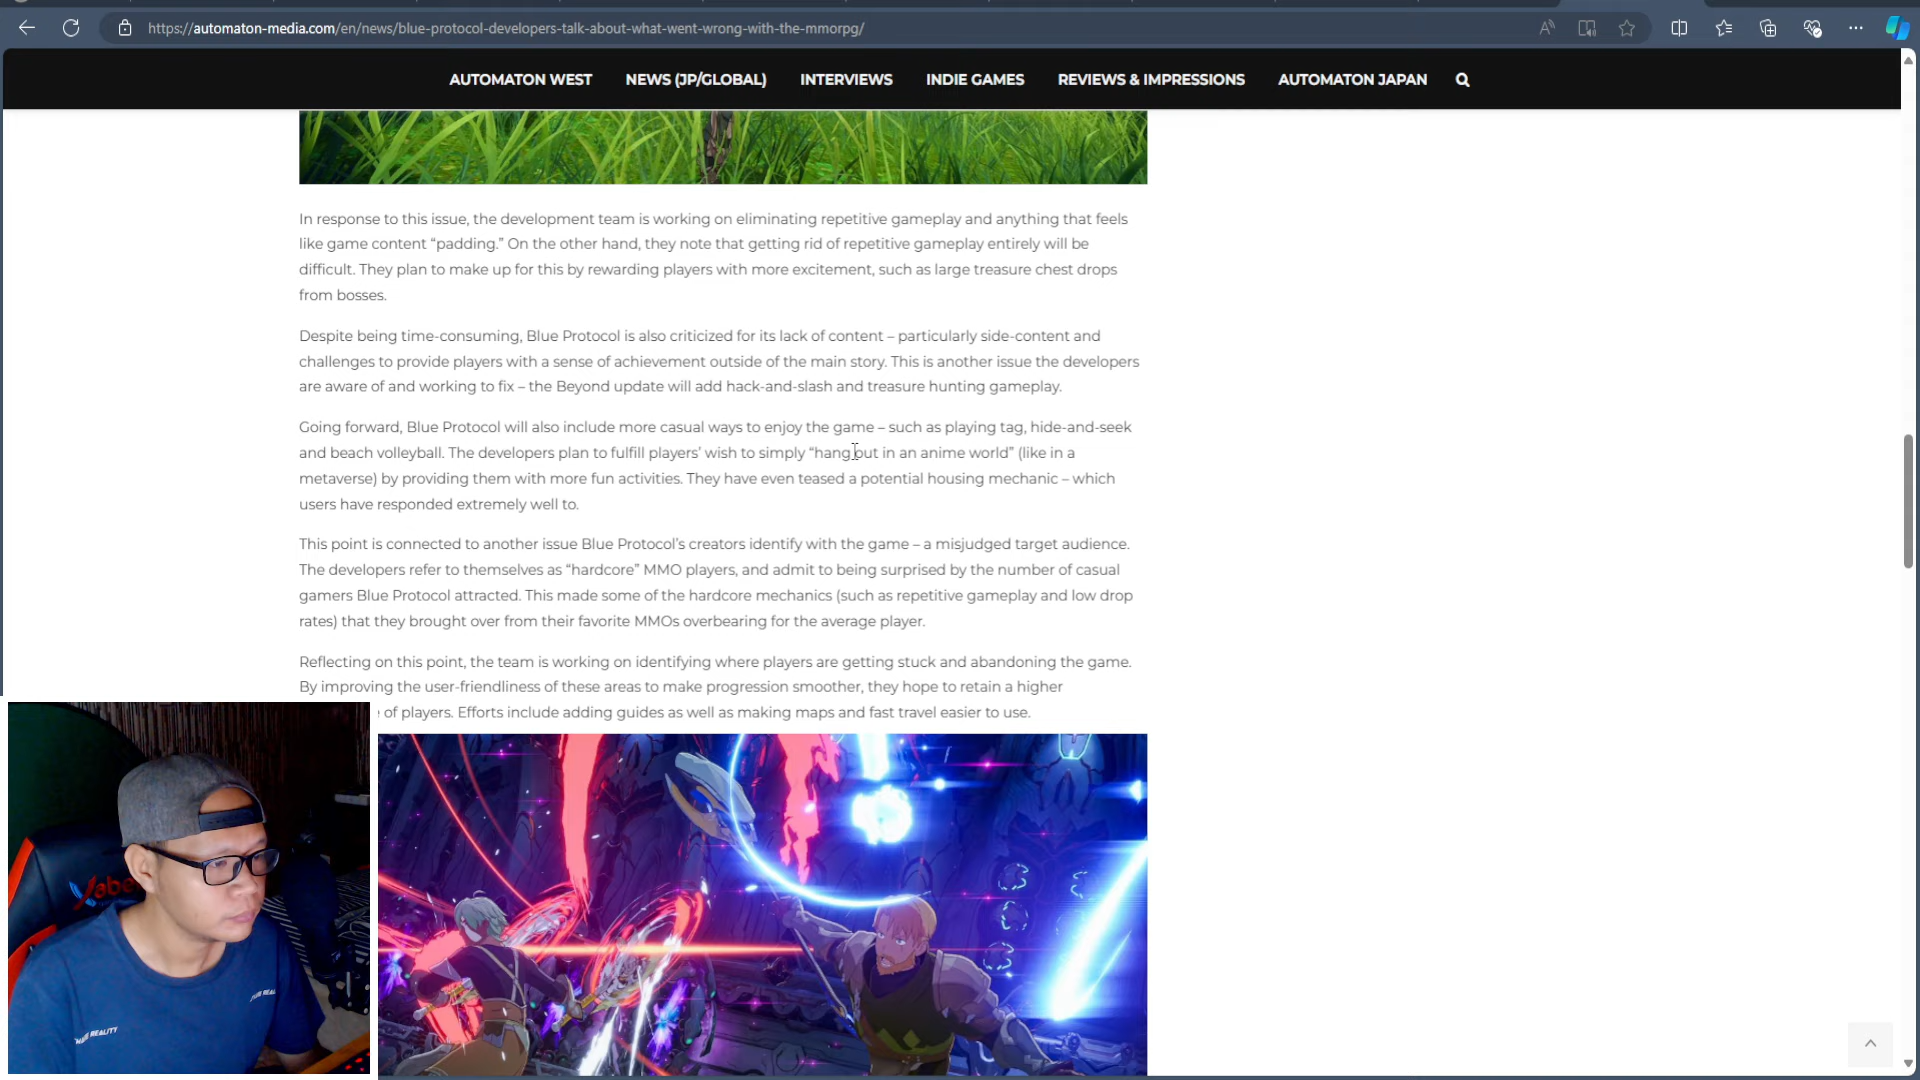 https://automaton-media.com/en/news/blue-protocol-developers-talk-about-what-went-wrong-with-the-mmorpg/
AUTOMATON WEST NEWS (JP/GLOBAL) INTERVIEWS INDIE GAMES REVIEWS & IMPRESSIONS AUTOMATON JAPAN
In response to this issue, the development team is working on eliminating repetitive gameplay and anything that feels
like game content “padding.” On the other hand, they note that getting rid of repetitive gameplay entirely will be
difficult. They plan to make up for this by rewarding players with more excitement, such as large treasure chest drops
from bosses.
Despite being time-consuming, Blue Protocol is also criticized for its lack of content – particularly side-content and
challenges to provide players with a sense of achievement outside of the main story. This is another issue the developers
are aware of and working to fix – the Beyond update will add hack-and-slash and treasure hunting gameplay.
Going forward, Blue Protocol will also include more casual ways to enjoy the game – such as playing tag, hide-and-seek
and beach volleyball. The developers plan to fulfill players’ wish to simply “hang out in an anime world” (like in a
metaverse) by providing them with more fun activities. They have even teased a potential housing mechanic – which
users have responded extremely well to.
This point is connected to another issue Blue Protocol’s creators identify with the game – a misjudged target audience.
The developers refer to themselves as “hardcore” MMO players, and admit to being surprised by the number of casual
gamers Blue Protocol attracted. This made some of the hardcore mechanics (such as repetitive gameplay and low drop
rates) that they brought over from their favorite MMOs overbearing for the average player.
Reflecting on this point, the team is working on identifying where players are getting stuck and abandoning the game.
By improving the user-friendliness of these areas to make progression smoother, they hope to retain a higher
of players. Efforts include adding guides as well as making maps and fast travel easier to use.
REALITY